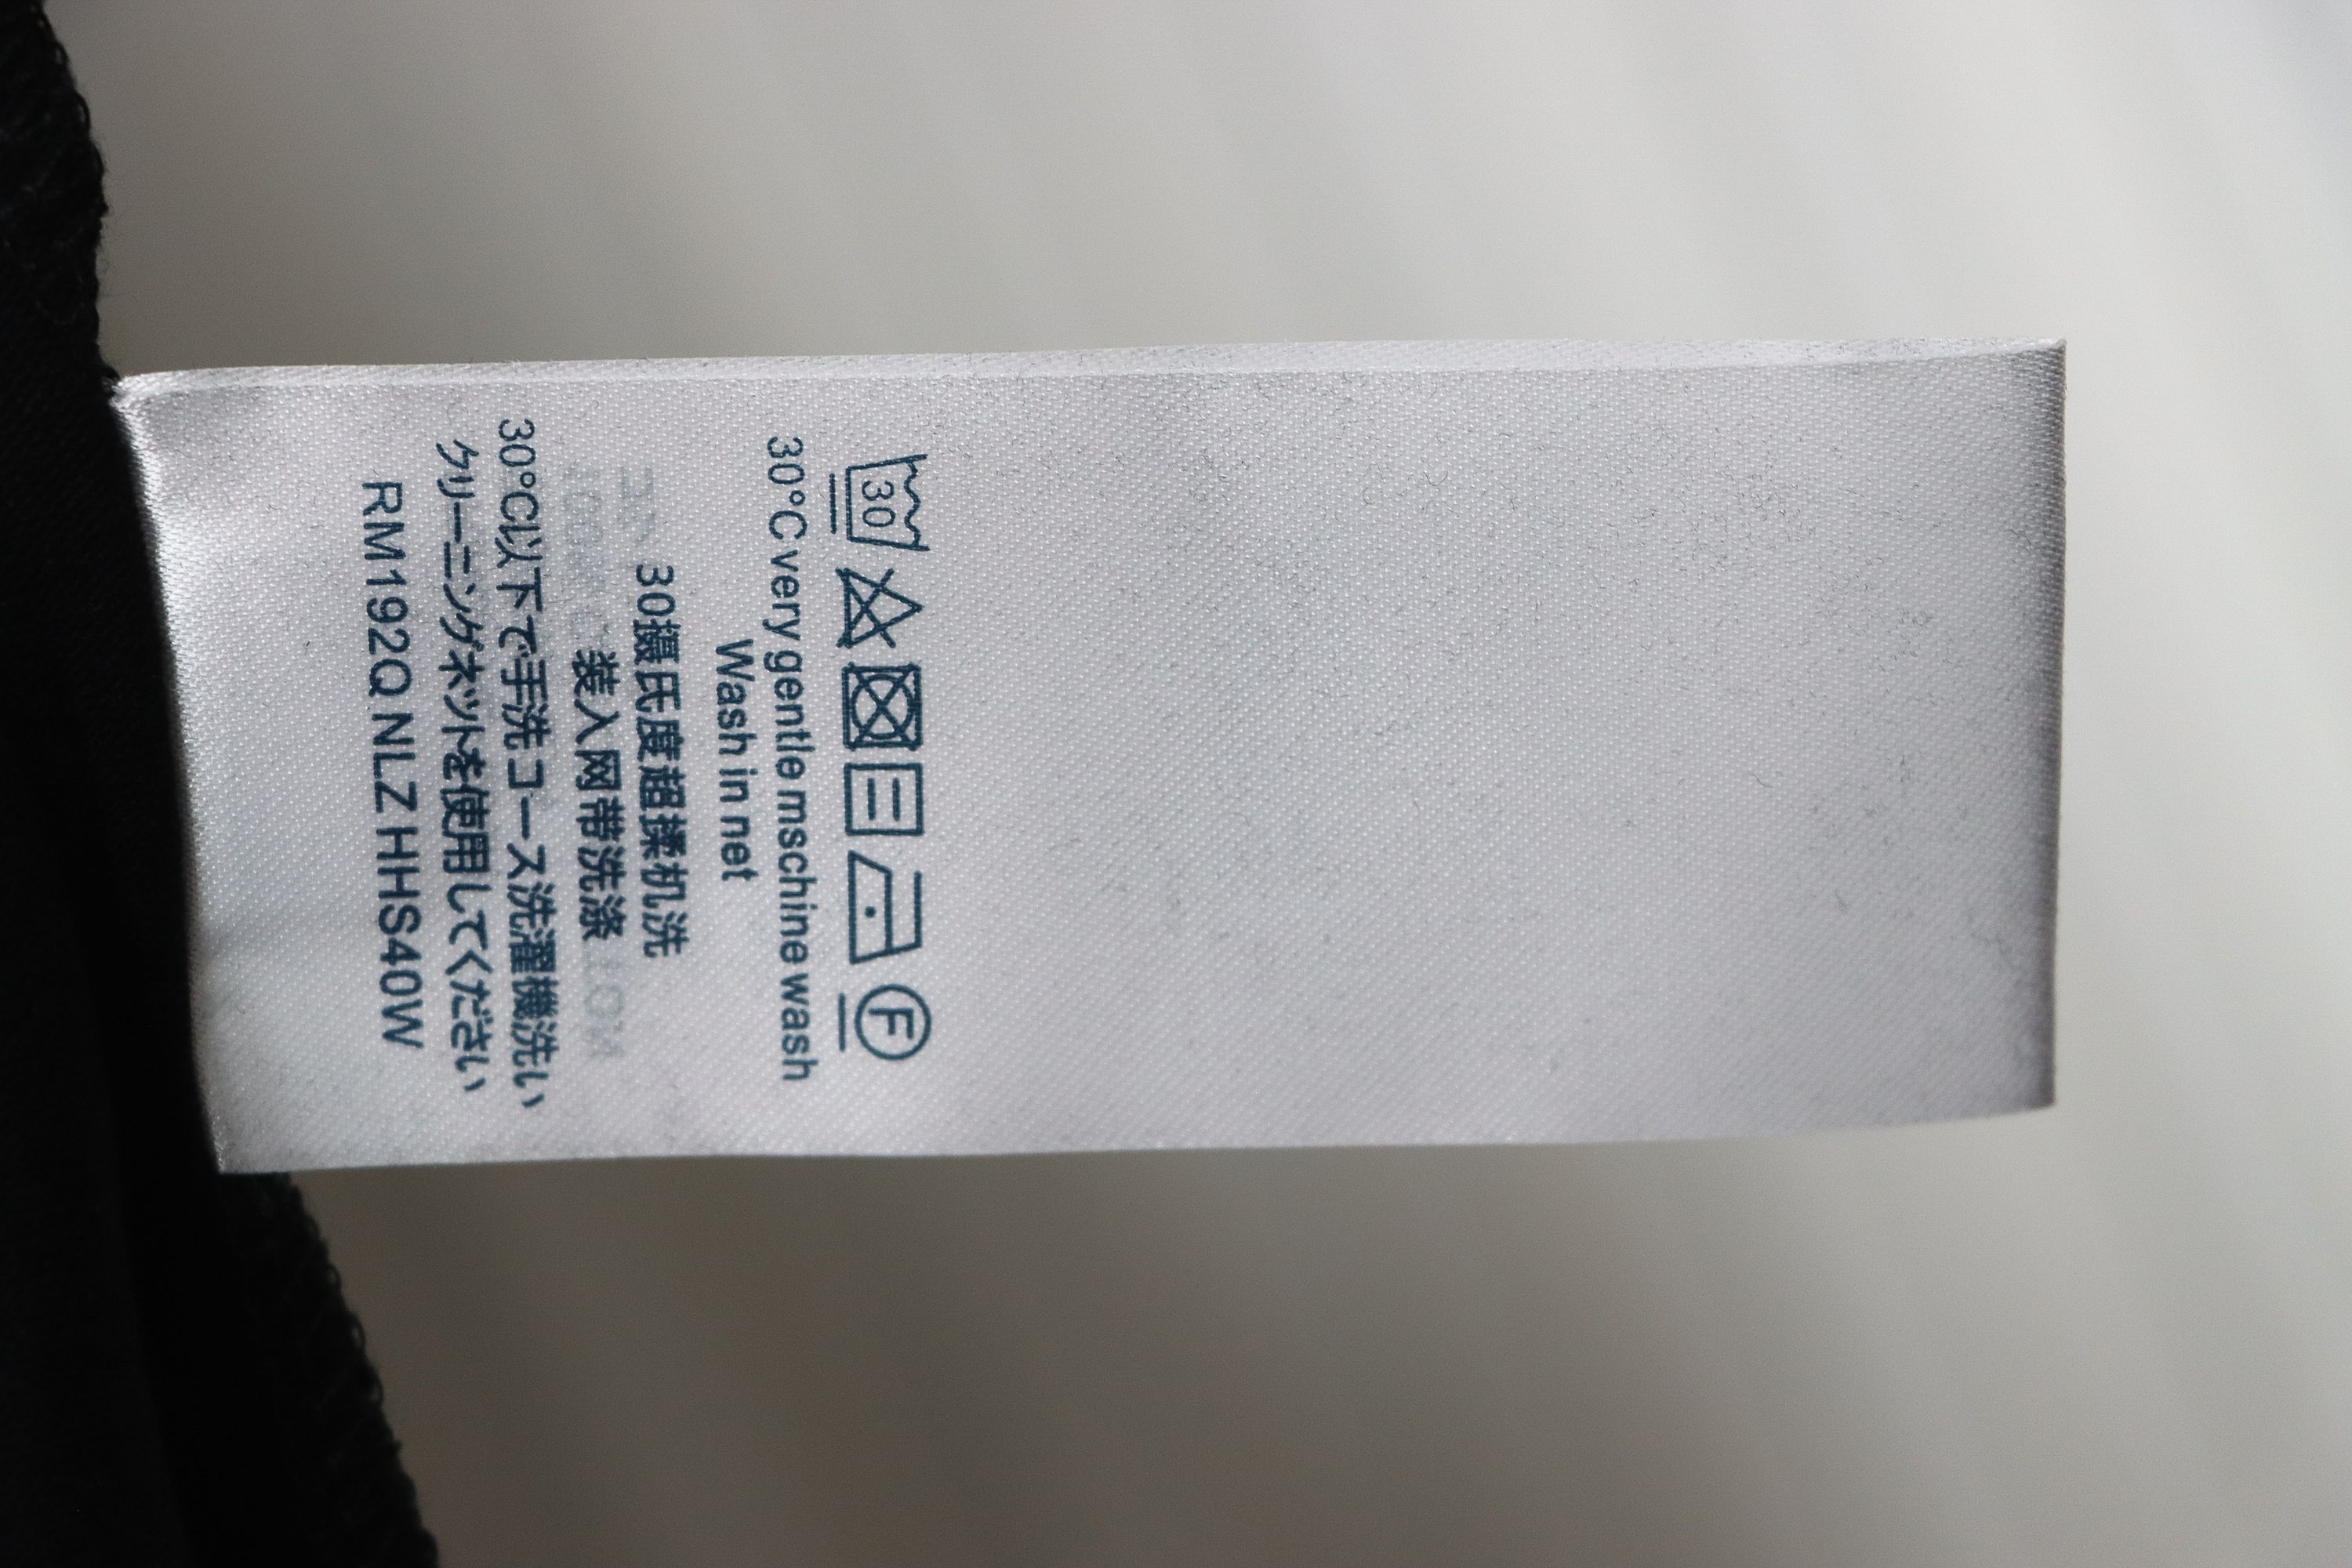 30
F
30°C very gentle mschine wash
Wash in net
30摄氏度超揉机洗
装入网带洗涤
30°C以下で手洗コース洗濯機洗い
クリーニングネットを使用してください
RM192Q NLZ HHS40W